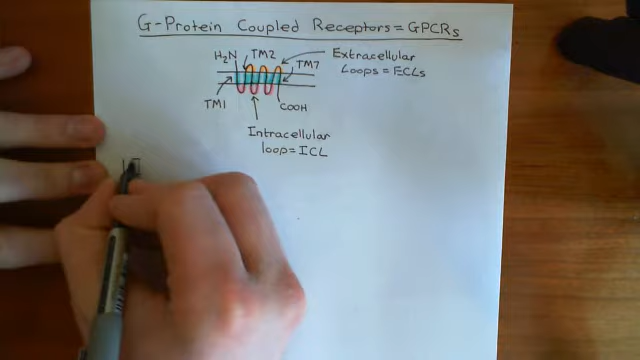 G-Protein Coupled Receptors = GPCRs
H2N
TM2
Extracellular
Loops = ECLs
TM7
TM1
COOH
Intracellular
loop = ICL